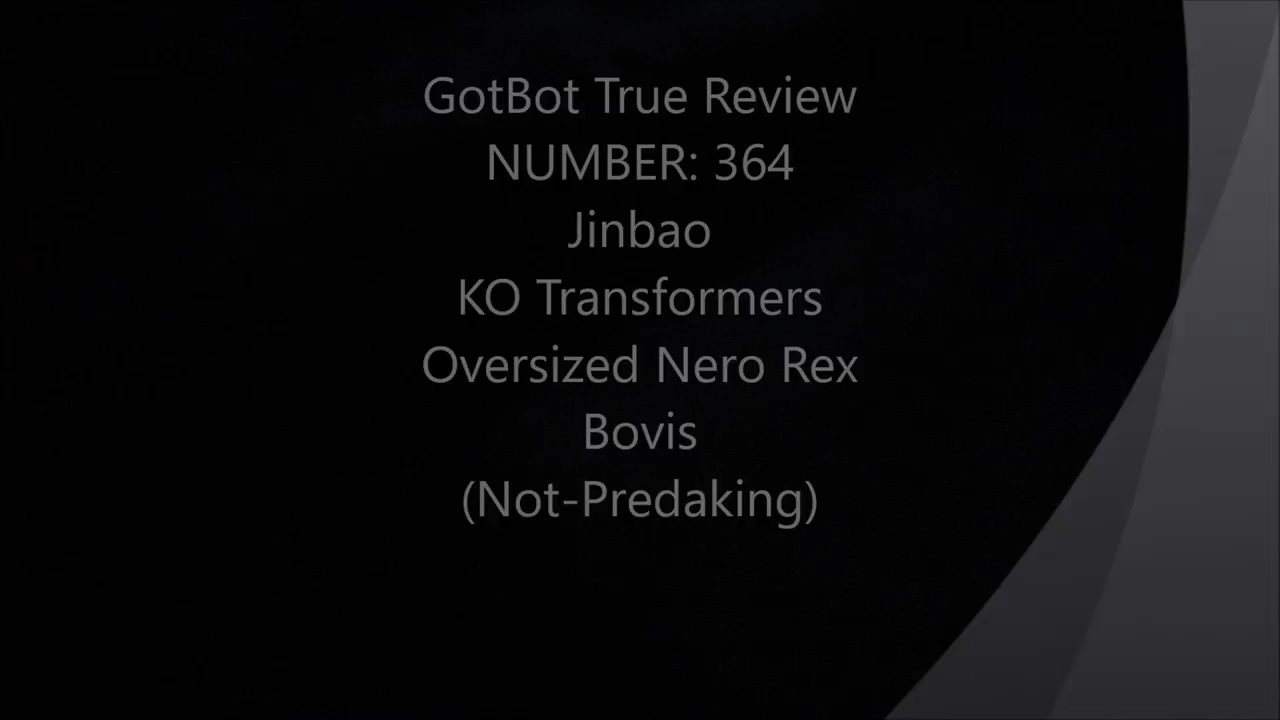 GotBot True Review
NUMBER: 364
Jinbao
KO Transformers
Oversized Nero Rex
Bovis
(Not-Predaking)